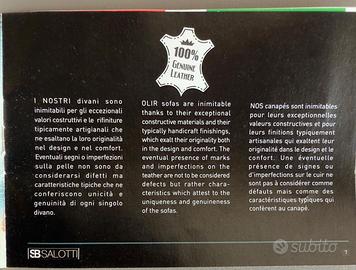 100%
GENUINE
LEATHER
I NOSTRI divani sono
inimitabili per gli eccezionali
valori costruttivi e le rifiniture
tipicamente artigianali che
ne esaltano la loro originalità
nel design e nel comfort.
Eventuali segni e imperfezioni
sulla pelle non sono da
considerarsi difetti ma
caratteristiche tipiche che ne
conferiscono unicità e
genuinità di ogni singolo
divano.
OLIR sofas are inimitable
thanks to their exceptional
constructive materials and their
typically handicraft finishings,
which exalt their originality both
in the design and comfort. The
eventual presence of marks
and imperfections on the
leather are not to be considered
defects but rather chara-
cteristics which attest to the
uniqueness and genuineness
of the sofas.
NOS canapés sont inimitables
pour leurs exceptionnelles
valeurs constructives et pour
leurs finitions typiquement
artisanales qui exaltent leur
originalité dans le design et le
confort. Une éventuelle
présence de signes ou
d'imperfections sur le cuir ne
sont pas à considérer comme
défauts mais comme des
caractéristiques typiques qui
confèrent au canapé.
SBSALOTTI
subito
1